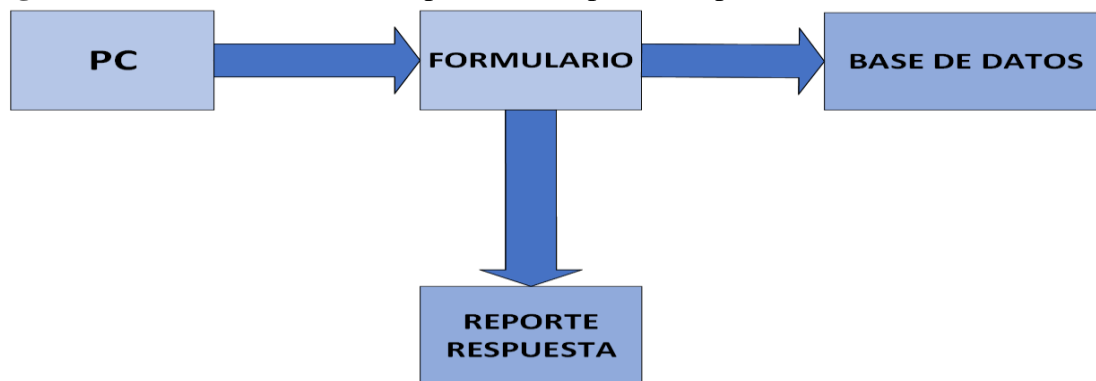 PC
FORMULARIO
BASE DE DATOS
REPORTE
RESPUESTA